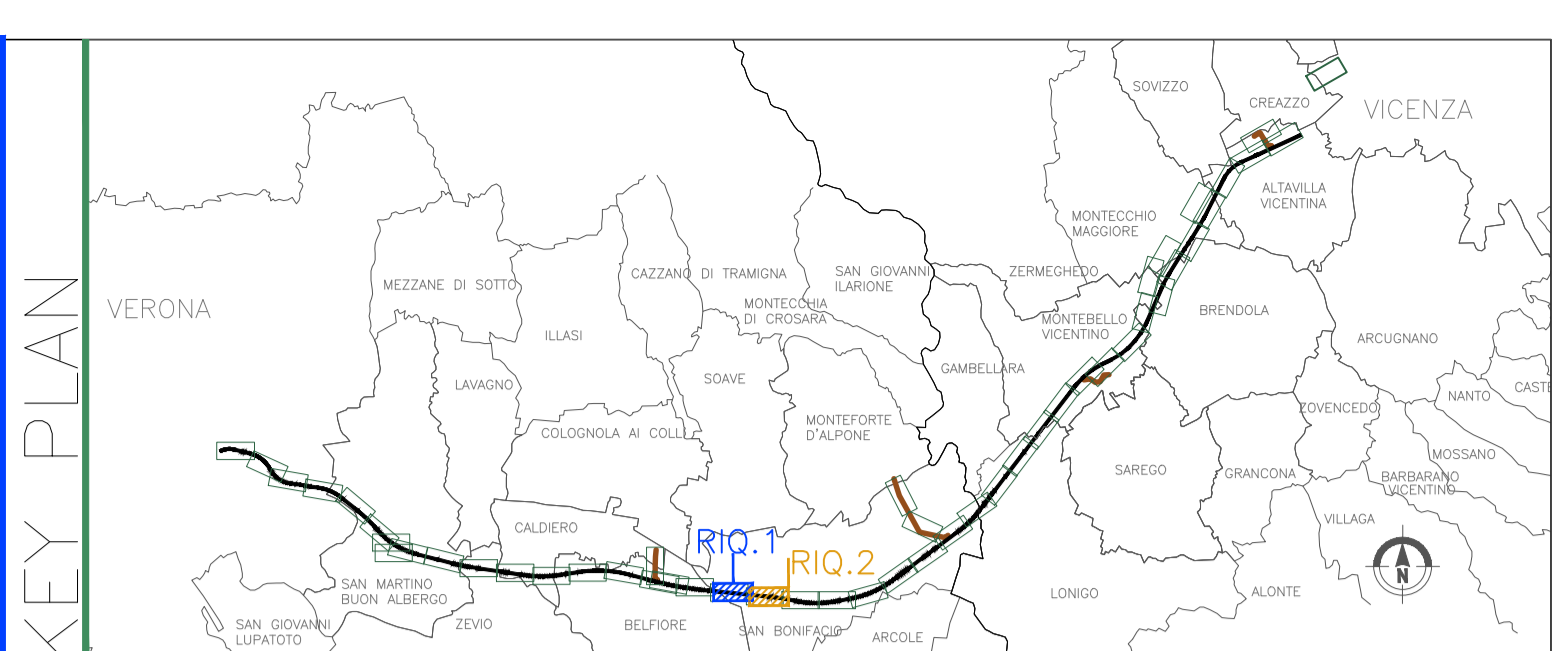 KEY PLAN
SOVIZZO
CREAZZO
VICENZA
ALTAVILLA
VICENTINA
MONTECCHIO
MAGGIORE
ZERMEGHEDO
MEZZANE DI SOTTO
CAZZANO DI TRAMIGNA
SAN GIOVANNI
ILARIONE
VERONA
MONTECCHIA
DI CROSARA
MONTEBELLO
VICENTINO
BRENDOLA
ILLASI
ARCUGNANO
LAVAGNO
SOAVE
GAMBELLARA
CASTE
NANTO
ZOVENCEDO
MONTEFORTE
D'ALPONE
COLOGNOLA AI COLLI
MOSSANO
SAREGO
GRANCONA
BARBARANO
VICENTINO
VILLAGA
CALDIERO
RIQ.1
RIQ.2
N
SAN MARTINO
BUON ALBERGO
LONIGO
ALONTE
SAN GIOVANNI
LUPATOTO
ZEVIO
BELFIORE
SAN BONIFACIO
ARCOLE